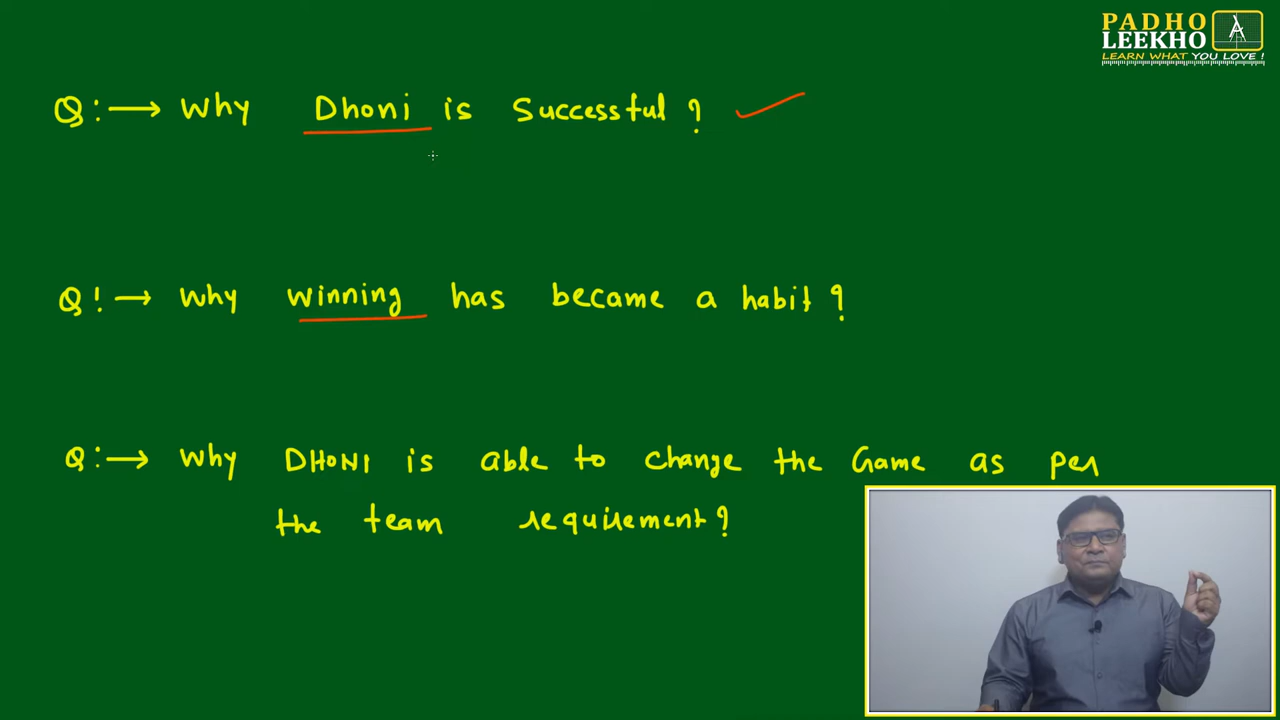 PADHO
LEEKHO
LEARN WHAT YOU LOVE !
Q:→ Why Dhoni is Successful ?
Q!→ Why winning has became a habit ?
Q:→ Why DHONI is able to change the Game as per
the team requirement ?